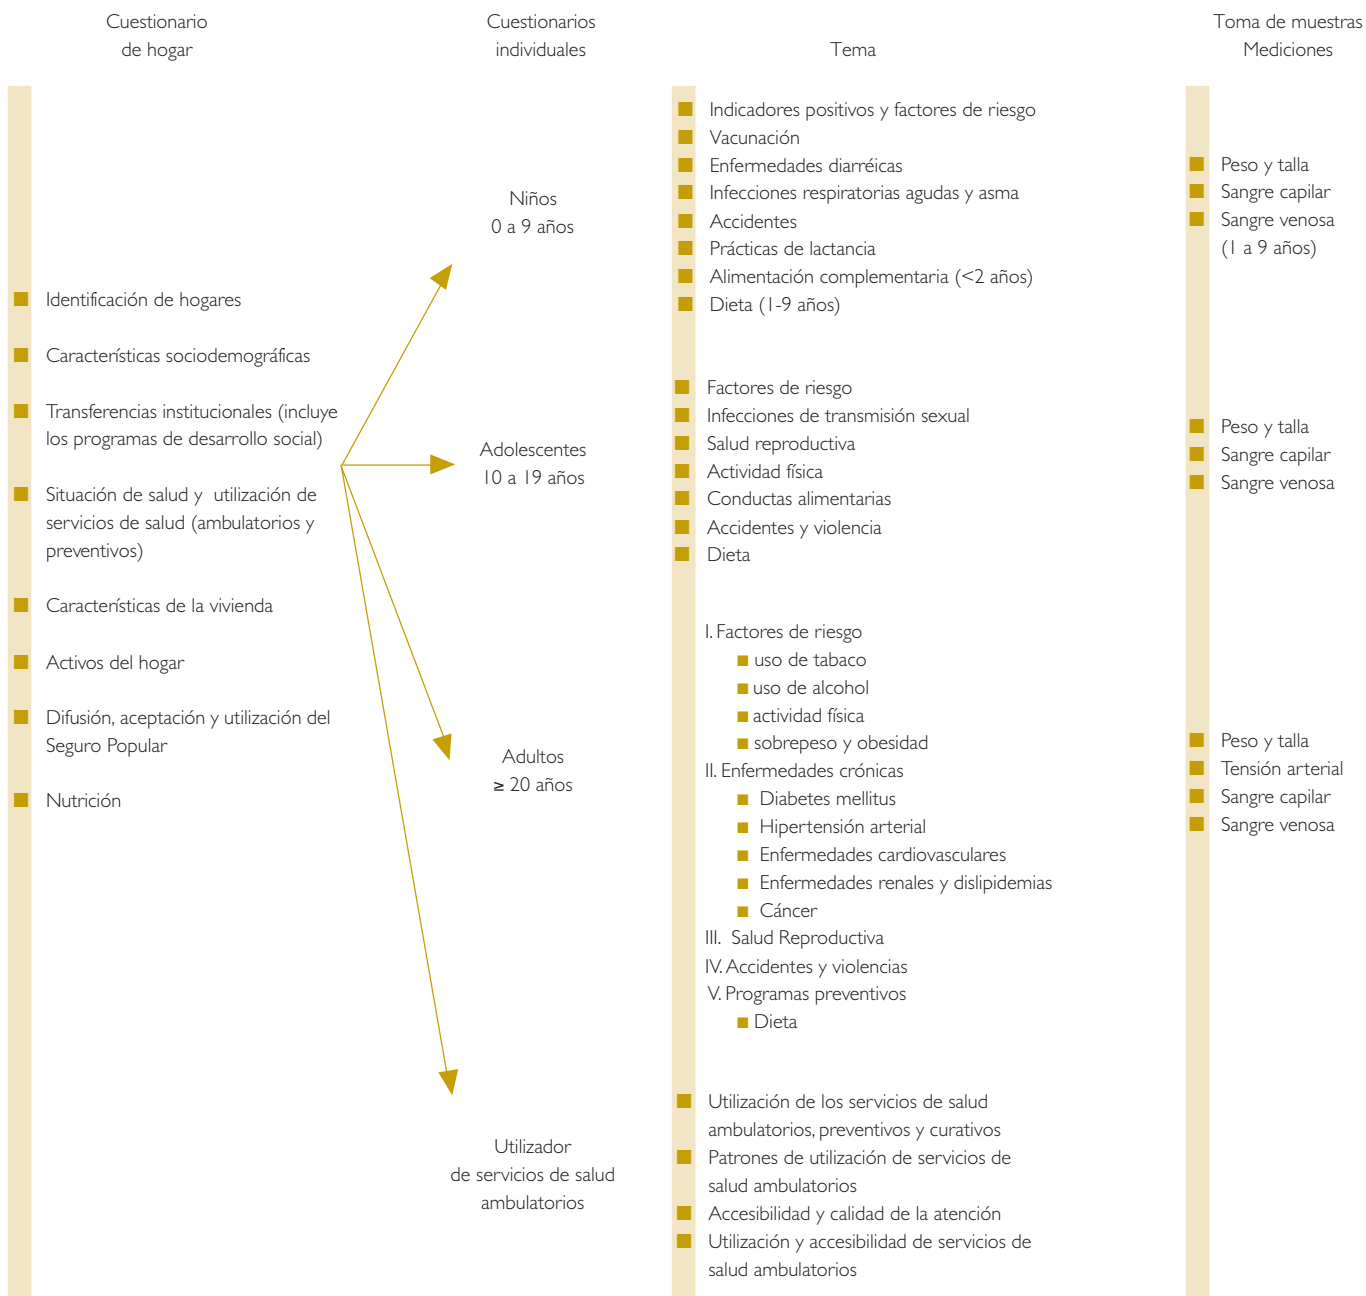 Cuestionario
de hogar
Identificación de hogares
Características sociodemográficas
Transferencias institucionales (incluye
los programas de desarrollo social)
Situación de salud y utilización de
servicios de salud (ambulatorios y
preventivos)
Características de la vivienda
Activos del hogar
Difusión, aceptación y utilización del
Seguro Popular
Nutrición
Cuestionarios
individuales
Niños
0 a 9 años
Adolescentes
10 a 19 años
Adultos
≥ 20 años
Utilizador
de servicios de salud
ambulatorios
Tema
Indicadores positivos y factores de riesgo
Vacunación
Enfermedades diarréicas
Infecciones respiratorias agudas y asma
Accidentes
Prácticas de lactancia
Alimentación complementaria (<2 años)
Dieta (1-9 años)
Factores de riesgo
Infecciones de transmisión sexual
Salud reproductiva
Actividad física
Conductas alimentarias
Accidentes y violencia
Dieta
I. Factores de riesgo
uso de tabaco
uso de alcohol
actividad física
sobrepeso y obesidad
II. Enfermedades crónicas
Diabetes mellitus
Hipertensión arterial
Enfermedades cardiovasculares
Enfermedades renales y dislipidemias
Cáncer
III. Salud Reproductiva
IV. Accidentes y violencias
V. Programas preventivos
Dieta
Utilización de los servicios de salud
ambulatorios, preventivos y curativos
Patrones de utilización de servicios de
salud ambulatorios
Accesibilidad y calidad de la atención
Utilización y accesibilidad de servicios de
salud ambulatorios
Toma de muestras
Mediciones
Peso y talla
Sangre capilar
Sangre venosa
(1 a 9 años)
Peso y talla
Sangre capilar
Sangre venosa
Peso y talla
Tensión arterial
Sangre capilar
Sangre venosa